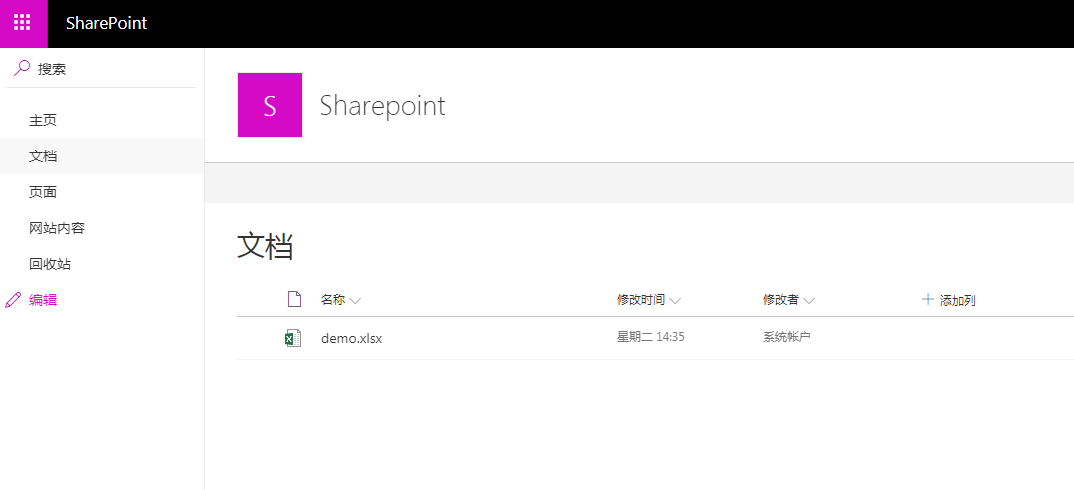 SharePoint
搜索
主页
文档
页面
网站内容
回收站
编辑
S
Sharepoint
文档
名称 修改时间 修改者 添加列
demo.xlsx 星期二 14:35 系统帐户